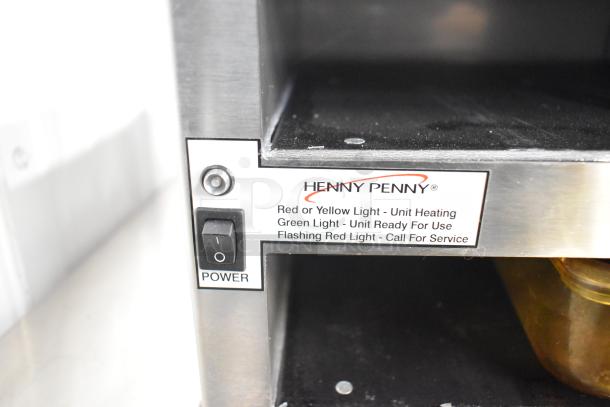 HENNY PENNY®
Red or Yellow Light - Unit Heating
Green Light - Unit Ready For Use
Flashing Red Light - Call For Service
POWER